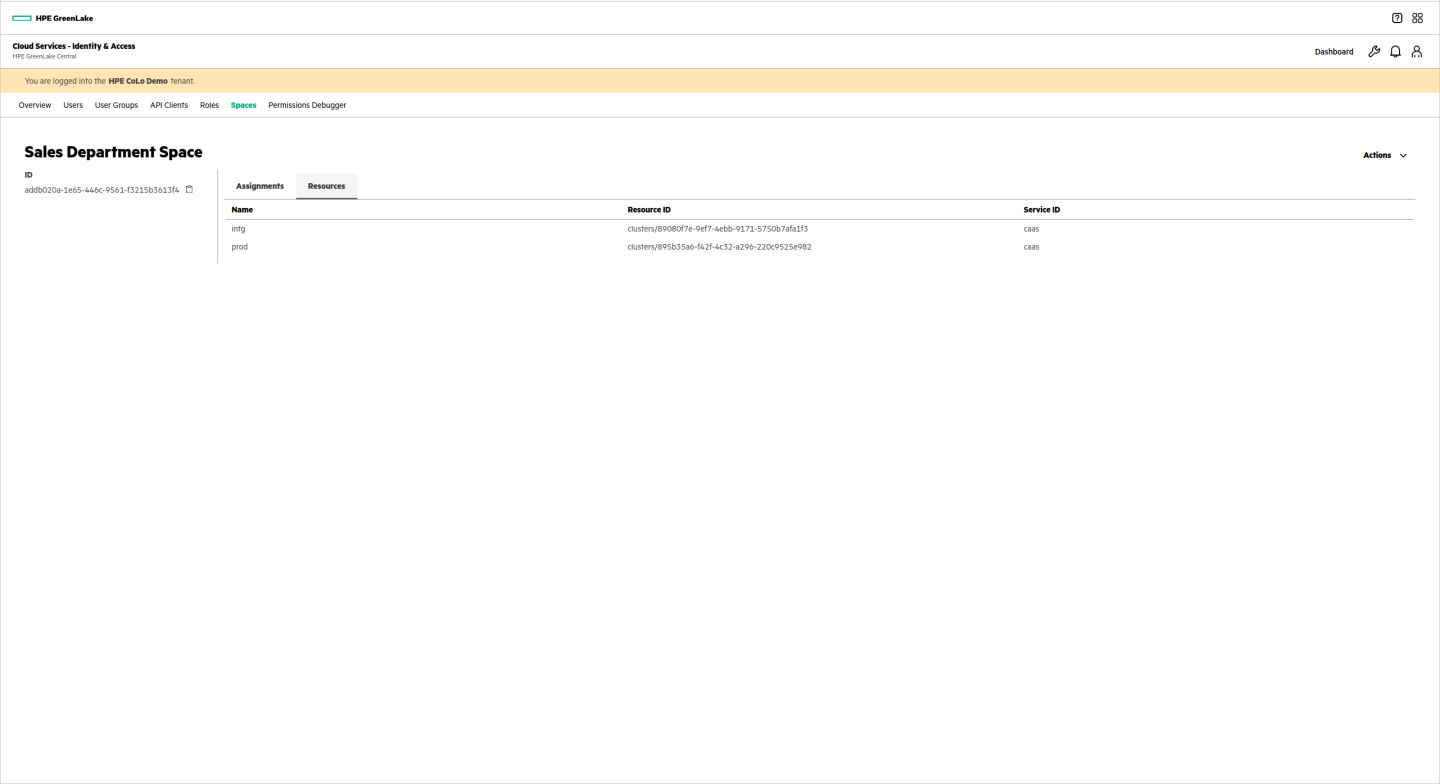 HPE GreenLake
Cloud Services - Identity & Access
HPE GreenLake Central
Dashboard
You are logged into the HPE CoLo Demo tenant.
Overview Users User Groups API Clients Roles Spaces Permissions Debugger
Sales Department Space
Actions
ID
addb020a-1e65-446c-9561-f3215b3613f4
Assignments Resources
Name Resource ID Service ID
intg clusters/89080f7e-9ef7-4ebb-9171-5750b7afa1f3 caas
prod clusters/895b35a6-f42f-4c32-a296-220c9525e982 caas